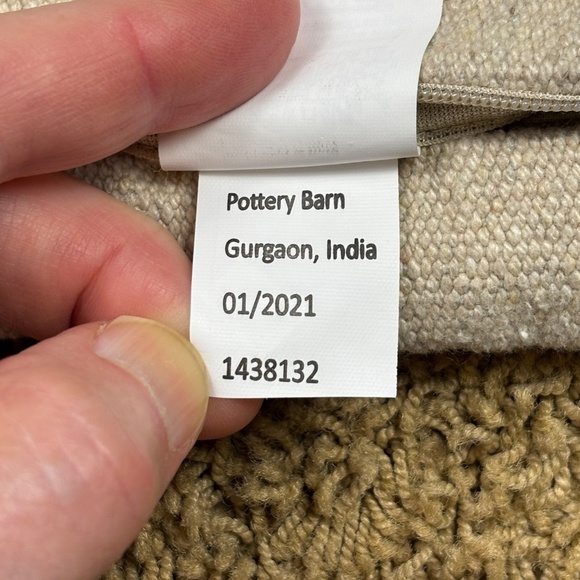 Pottery Barn
Gurgaon, India
01/2021
1438132